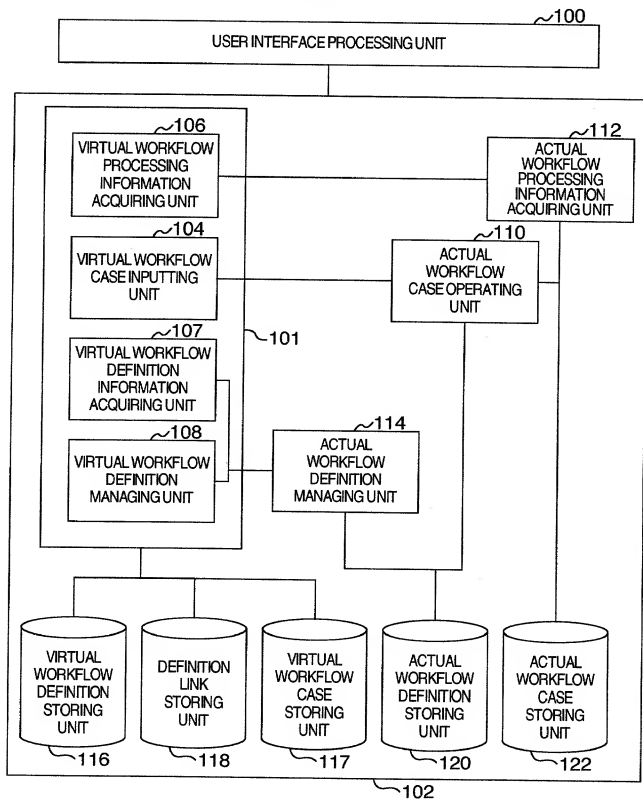 100
USER INTERFACE PROCESSING UNIT
106
VIRTUAL WORKFLOW
PROCESSING
INFORMATION
ACQUIRING UNIT
112
ACTUAL
WORKFLOW
PROCESSING
INFORMATION
ACQUIRING UNIT
104
VIRTUAL WORKFLOW
CASE INPUTTING
UNIT
110
ACTUAL
WORKFLOW
CASE OPERATING
UNIT
101
107
VIRTUAL WORKFLOW
DEFINITION
INFORMATION
ACQUIRING UNIT
108
VIRTUAL WORKFLOW
DEFINITION
MANAGING UNIT
114
ACTUAL
WORKFLOW
DEFINITION
MANAGING UNIT
VIRTUAL
WORKFLOW
DEFINITION
STORING
UNIT
116
DEFINITION
LINK
STORING
UNIT
118
VIRTUAL
WORKFLOW
CASE
STORING
UNIT
117
ACTUAL
WORKFLOW
DEFINITION
STORING
UNIT
120
ACTUAL
WORKFLOW
CASE
STORING
UNIT
122
102